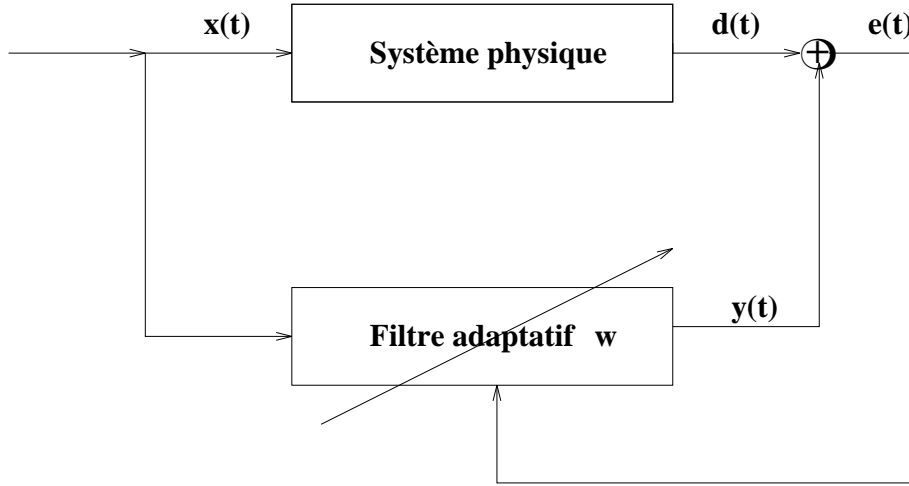 x(t)
d(t)
e(t)
Système physique
+
y(t)
Filtre adaptatif w